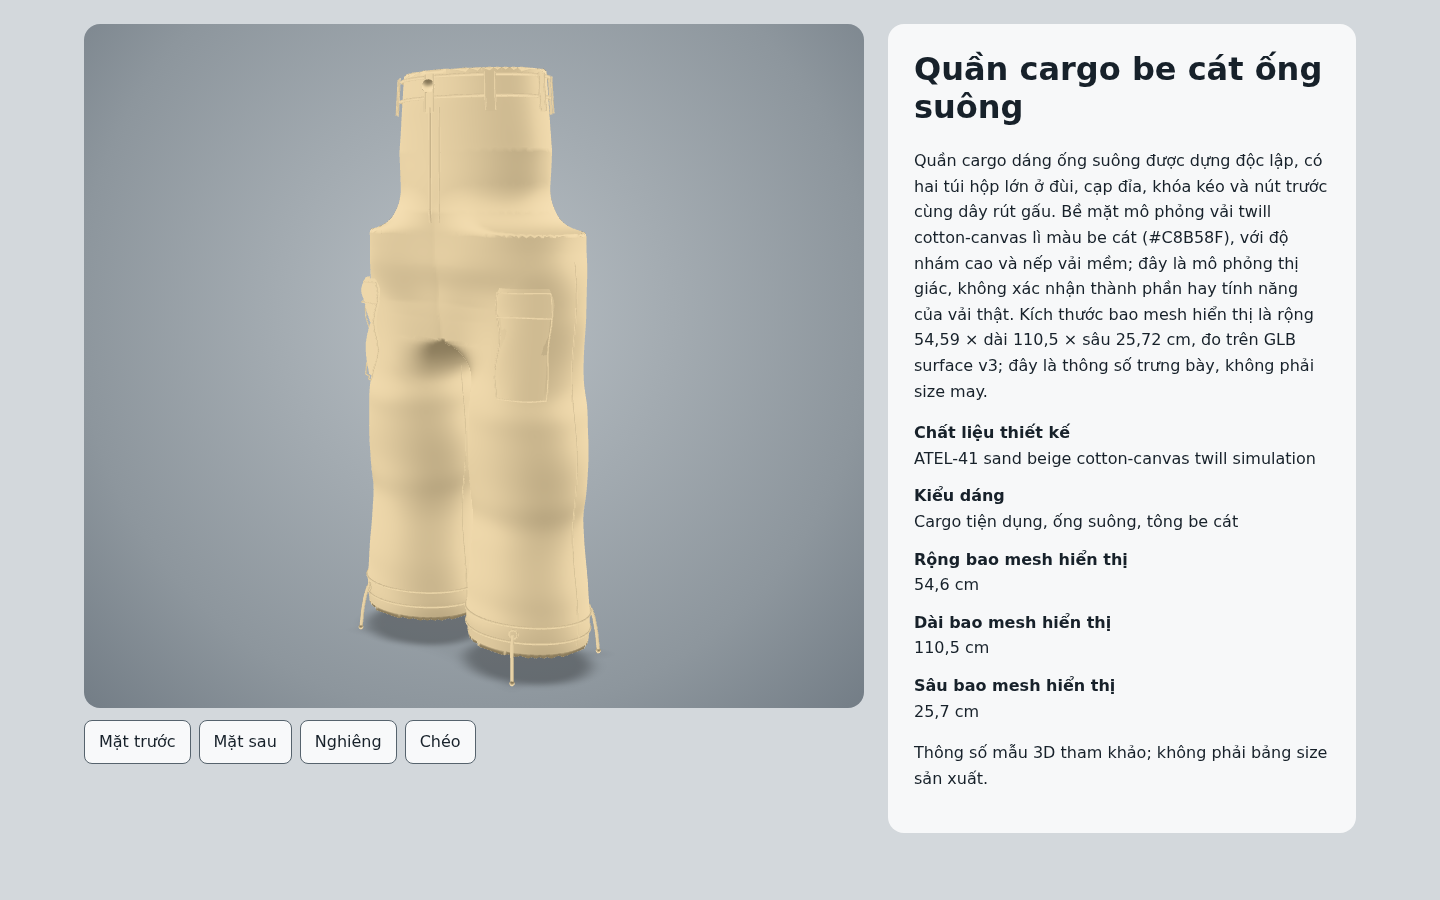 Quần cargo be cát ống
suông
Quần cargo dáng ống suông được dựng độc lập, có
hai túi hộp lớn ở đùi, cạp đỉa, khóa kéo và nút trước
cùng dây rút gấu. Bề mặt mô phỏng vải twill
cotton-canvas lì màu be cát (#C8B58F), với độ
nhám cao và nếp vải mềm; đây là mô phỏng thị
giác, không xác nhận thành phần hay tính năng
của vải thật. Kích thước bao mesh hiển thị là rộng
54,59 × dài 110,5 × sâu 25,72 cm, đo trên GLB
surface v3; đây là thông số trưng bày, không phải
size may.
Chất liệu thiết kế
ATEL-41 sand beige cotton-canvas twill simulation
Kiểu dáng
Cargo tiện dụng, ống suông, tông be cát
Rộng bao mesh hiển thị
54,6 cm
Dài bao mesh hiển thị
110,5 cm
Sâu bao mesh hiển thị
25,7 cm
Thông số mẫu 3D tham khảo; không phải bảng size
sản xuất.
Mặt trước
Mặt sau
Nghiêng
Chéo